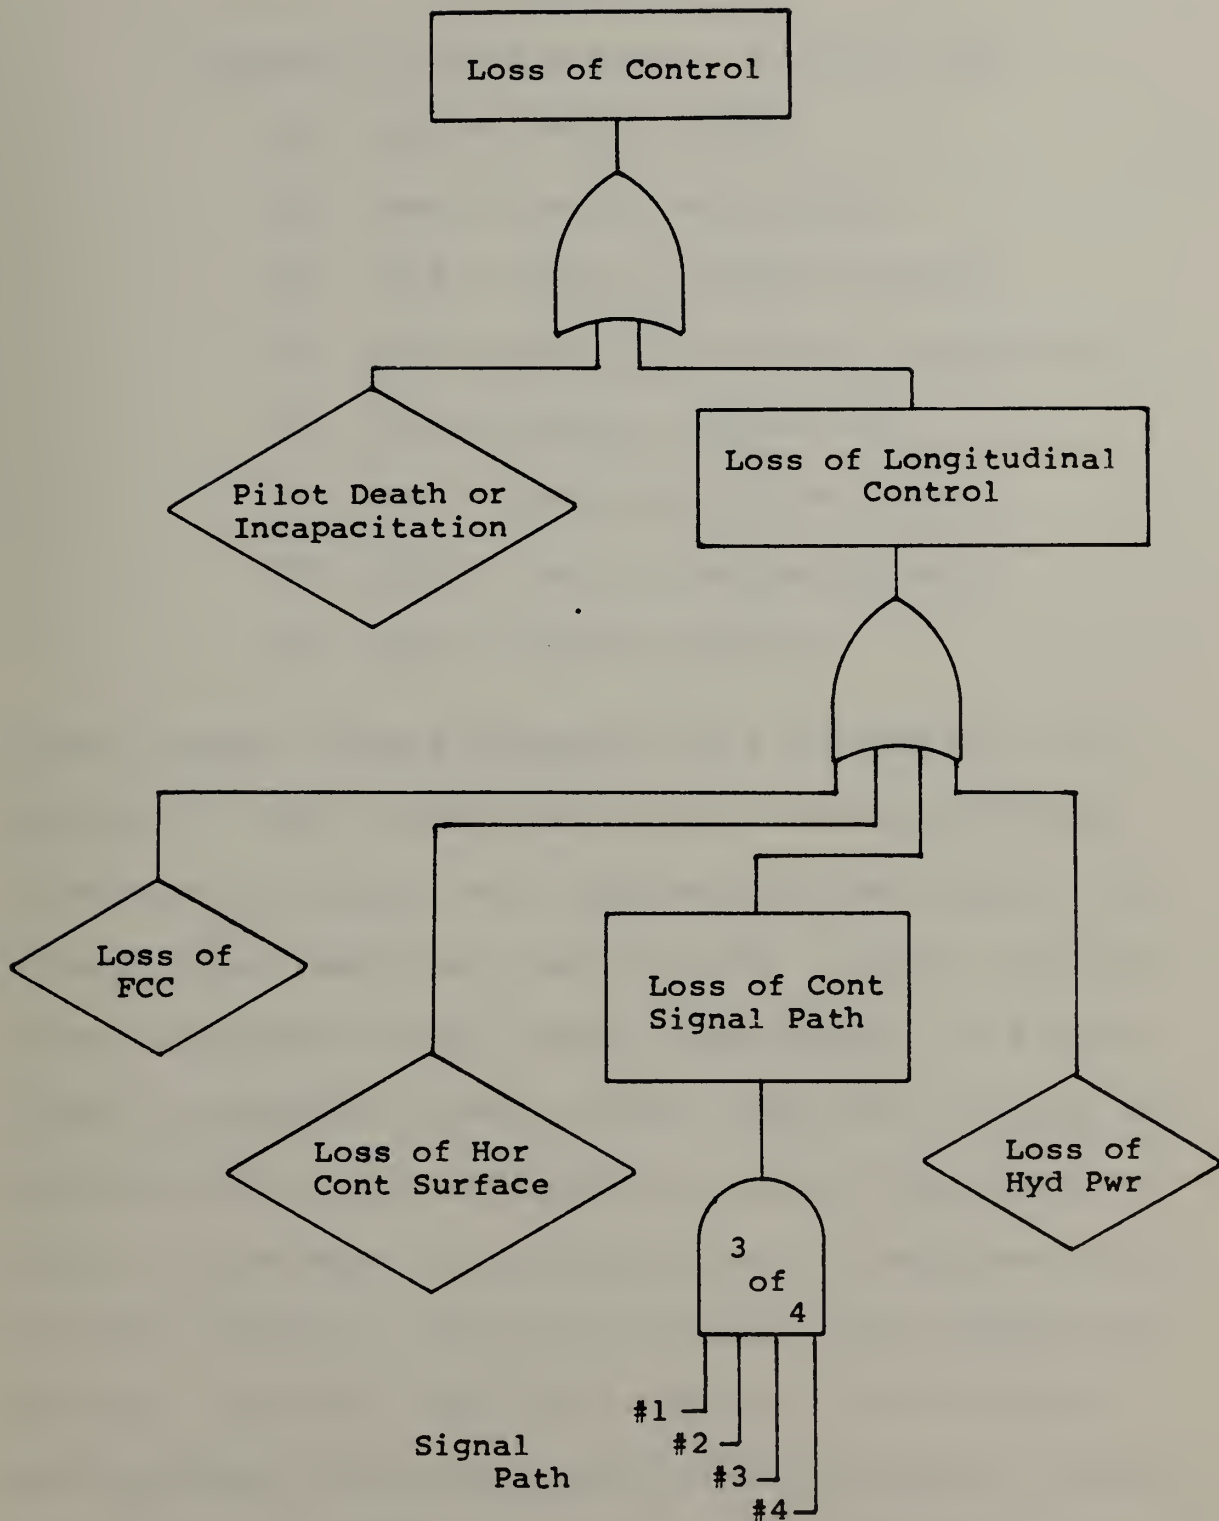 Loss of Control
Pilot Death or
Incapacitation
Loss of Longitudinal
Control
Loss of
FCC
Loss of Hor
Cont Surface
Loss of Cont
Signal Path
Loss of
Hyd Pwr
3
of
4
Signal
Path
#1
#2
#3
#4